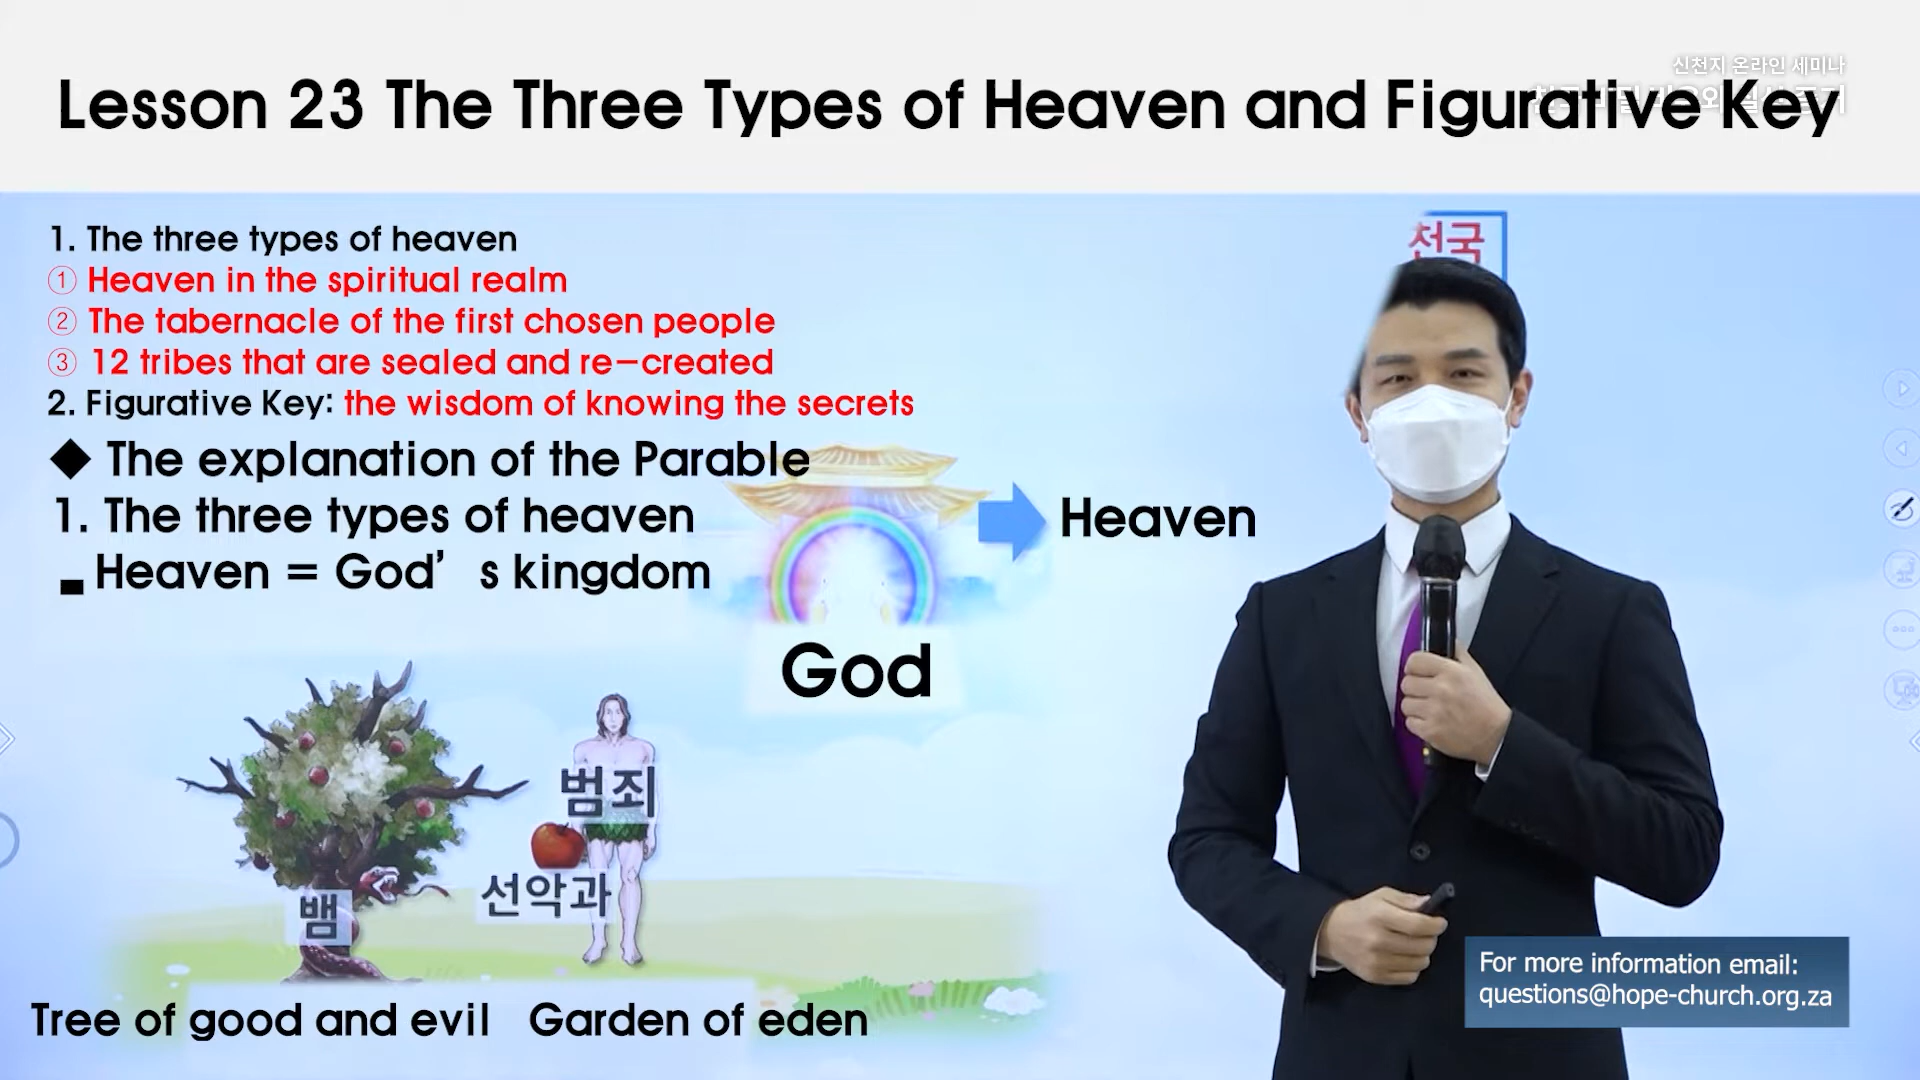 신천지 온라인 세미나
Lesson 23 The Three Types of Heaven and Figurative Key
1. The three types of heaven
① Heaven in the spiritual realm
② The tabernacle of the first chosen people
③ 12 tribes that are sealed and re-created
2. Figurative Key: the wisdom of knowing the secrets
◆ The explanation of the Parable
1. The three types of heaven
- Heaven = God's kingdom
천국
Heaven
God
범죄
선악과
뱀
Tree of good and evil Garden of eden
For more information email:
questions@hope-church.org.za